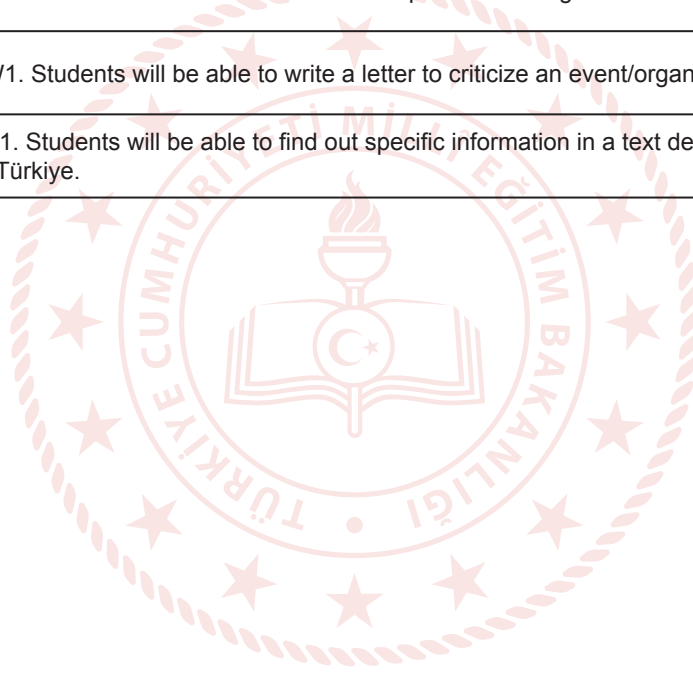 1. Students will be able to write a letter to criticize an event/organ
1. Students will be able to find out specific information in a text de
Türkiye.
TÜRKİYE CUMHURİYETİ MİLLÎ EĞİTİM BAKANLIĞI